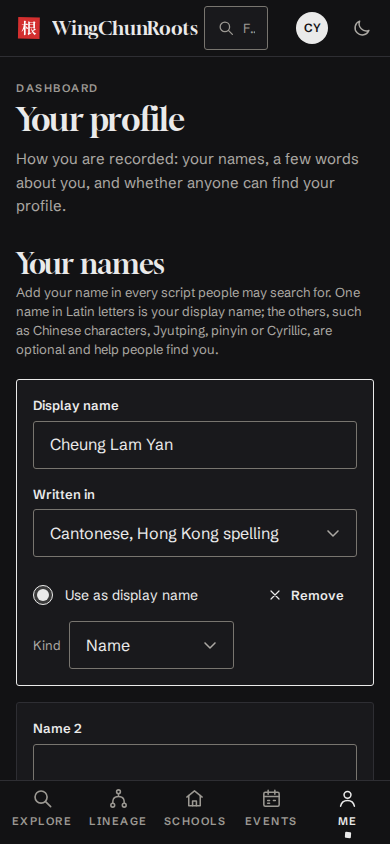 根 WingChunRoots F.. CY
DASHBOARD
Your profile
How you are recorded: your names, a few words
about you, and whether anyone can find your
profile.
Your names
Add your name in every script people may search for. One
name in Latin letters is your display name; the others, such
as Chinese characters, Jyutping, pinyin or Cyrillic, are
optional and help people find you.
Display name
Cheung Lam Yan
Written in
Cantonese, Hong Kong spelling
Use as display name Remove
Kind Name
Name 2
EXPLORE LINEAGE SCHOOLS EVENTS ME